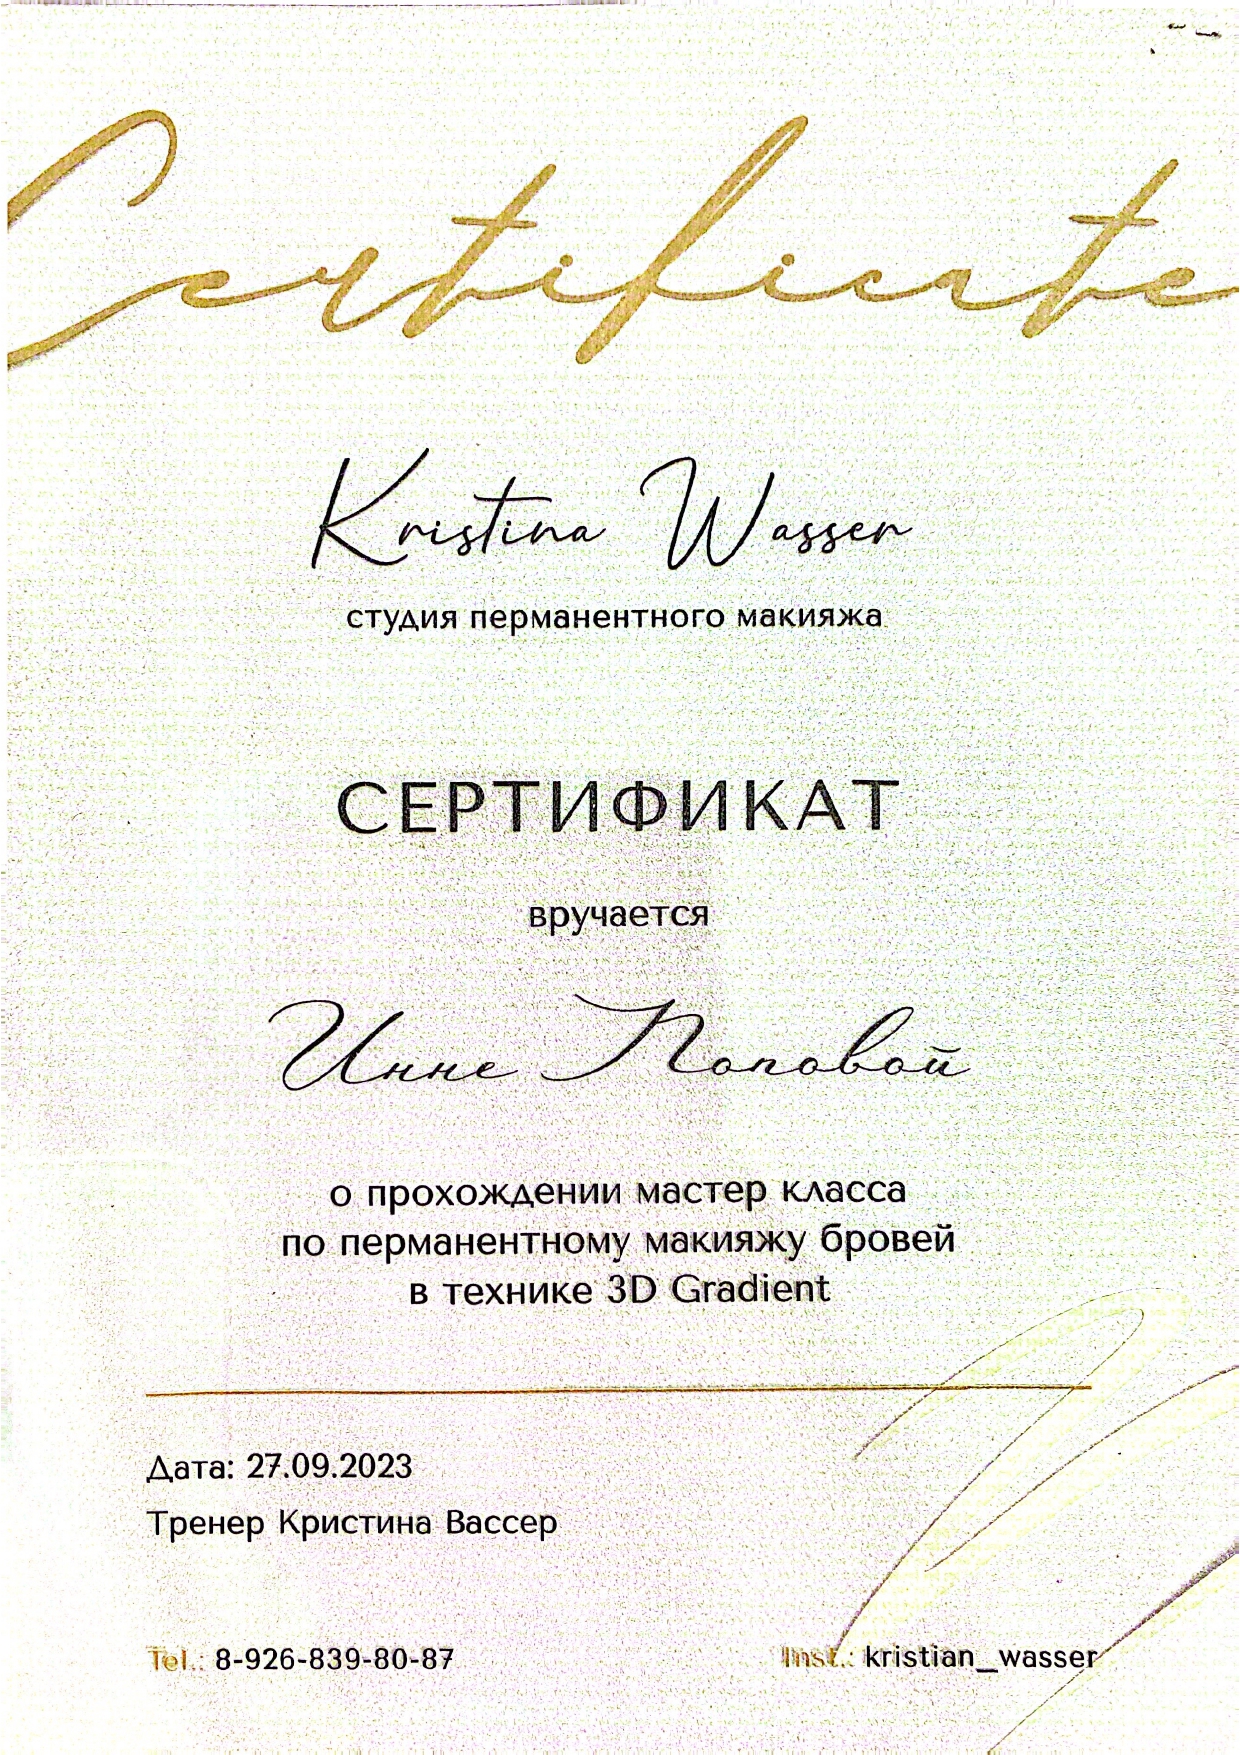 Certificate
Kristina Wasser
студия перманентного макияжа
СЕРТИФИКАТ
вручается
Инне Поповой
о прохождении мастер класса
по перманентному макияжу бровей
в технике 3D Gradient
Дата: 27.09.2023
Тренер Кристина Вассер
Tel.: 8-926-839-80-87
Inst.: kristian_wasser